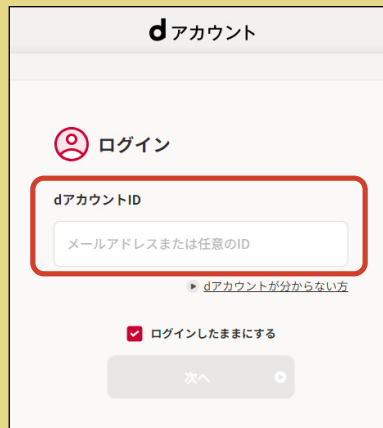 dアカウント
ログイン
dアカウントID
メールアドレスまたは任意のID
dアカウントが分からない方
ログインしたままにする
次へ